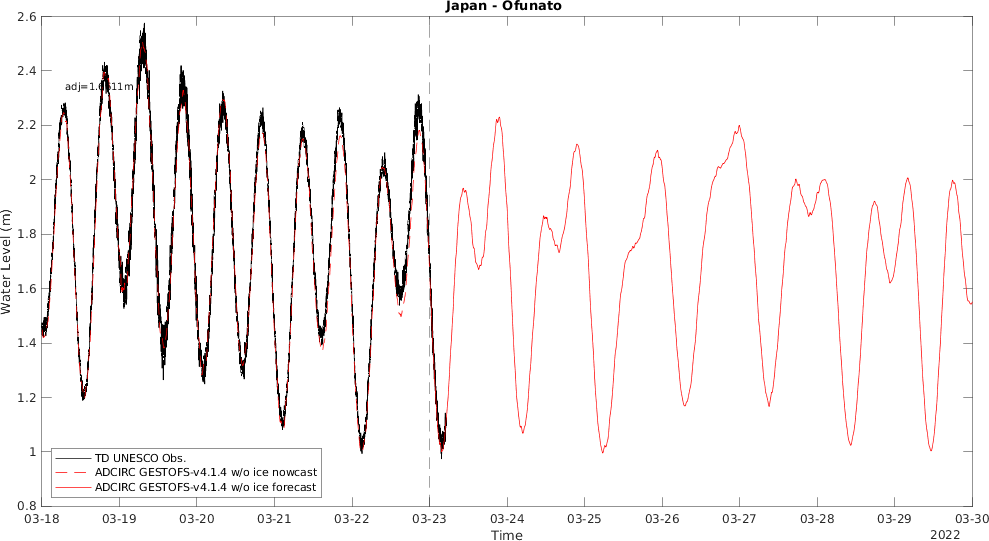 Japan - Ofunato
2.6
2.4
2.2
2
1.8
1.6
1.4
1.2
1
0.8
Water Level (m)
TD UNESCO Obs.
ADCIRC GESTOFS-v4.1.4 w/o ice nowcast
ADCIRC GESTOFS-v4.1.4 w/o ice forecast
03-18 03-19 03-20 03-21 03-22 03-23 03-24 03-25 03-26 03-27 03-28 03-29 03-30
Time
2022